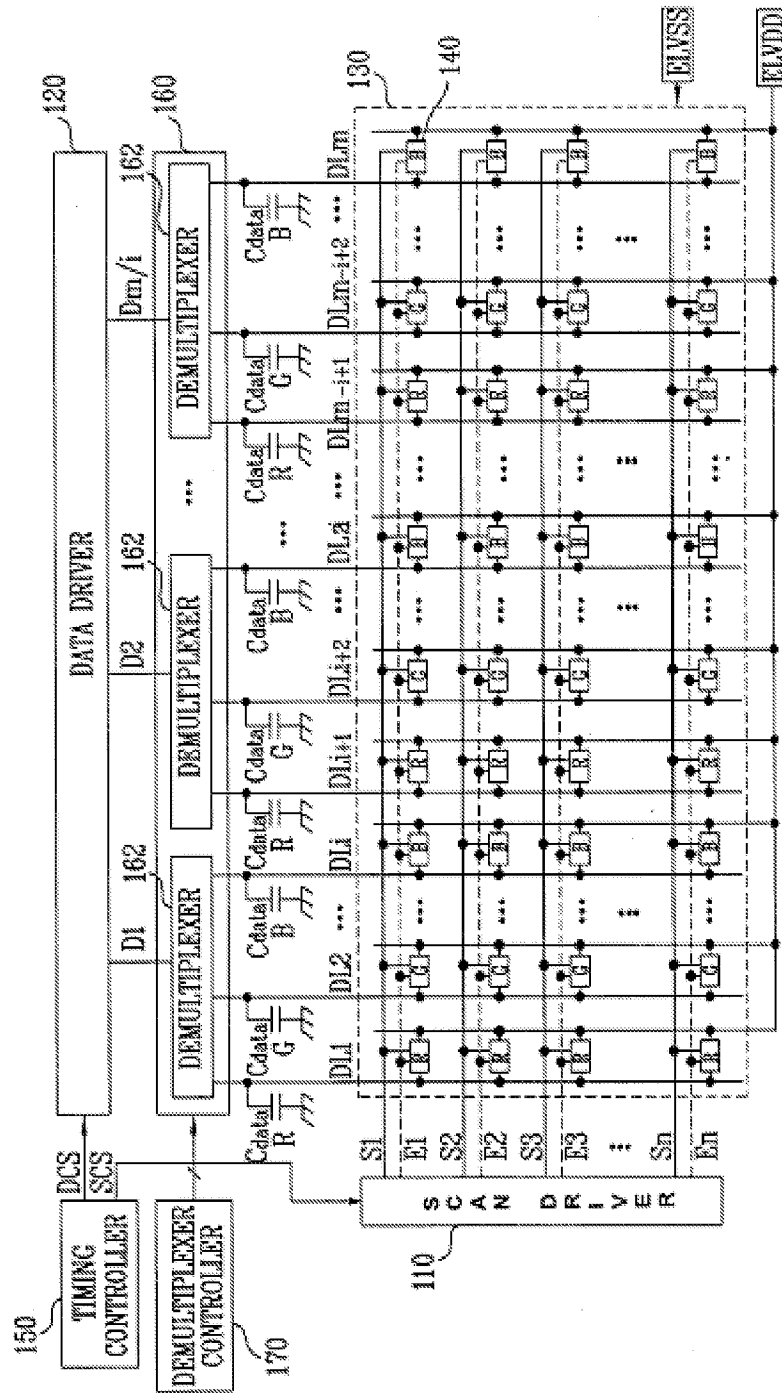 120
DATA DRIVER
160
DCS
SCS
D1
D2
Dm/i
162
162
162
150
TIMING
CONTROLLER
DEMULTIPLEXER
DEMULTIPLEXER
...
DEMULTIPLEXER
DEMULTIPLEXER
CONTROLLER
170
Cdata
R
Cdata
G
Cdata
B
Cdata
R
Cdata
G
Cdata
B
...
Cdata
R
Cdata
G
Cdata
B
DL1
DL2
...
DLi
DLi+1
DLi+2
...
DLa
...
DLm-i+1
DLm-i+2
...
DLm
130
140
S1
R G ... B R G ... B ... R G ... B
E1
S2
R G ... B R G ... B ... R G ... B
E2
S3
R G ... B R G ... B ... R G ... B
E3
Sn
R G ... B R G ... B ... R G ... B
En
SCAN DRIVER
110
ELVSS
ELVDD